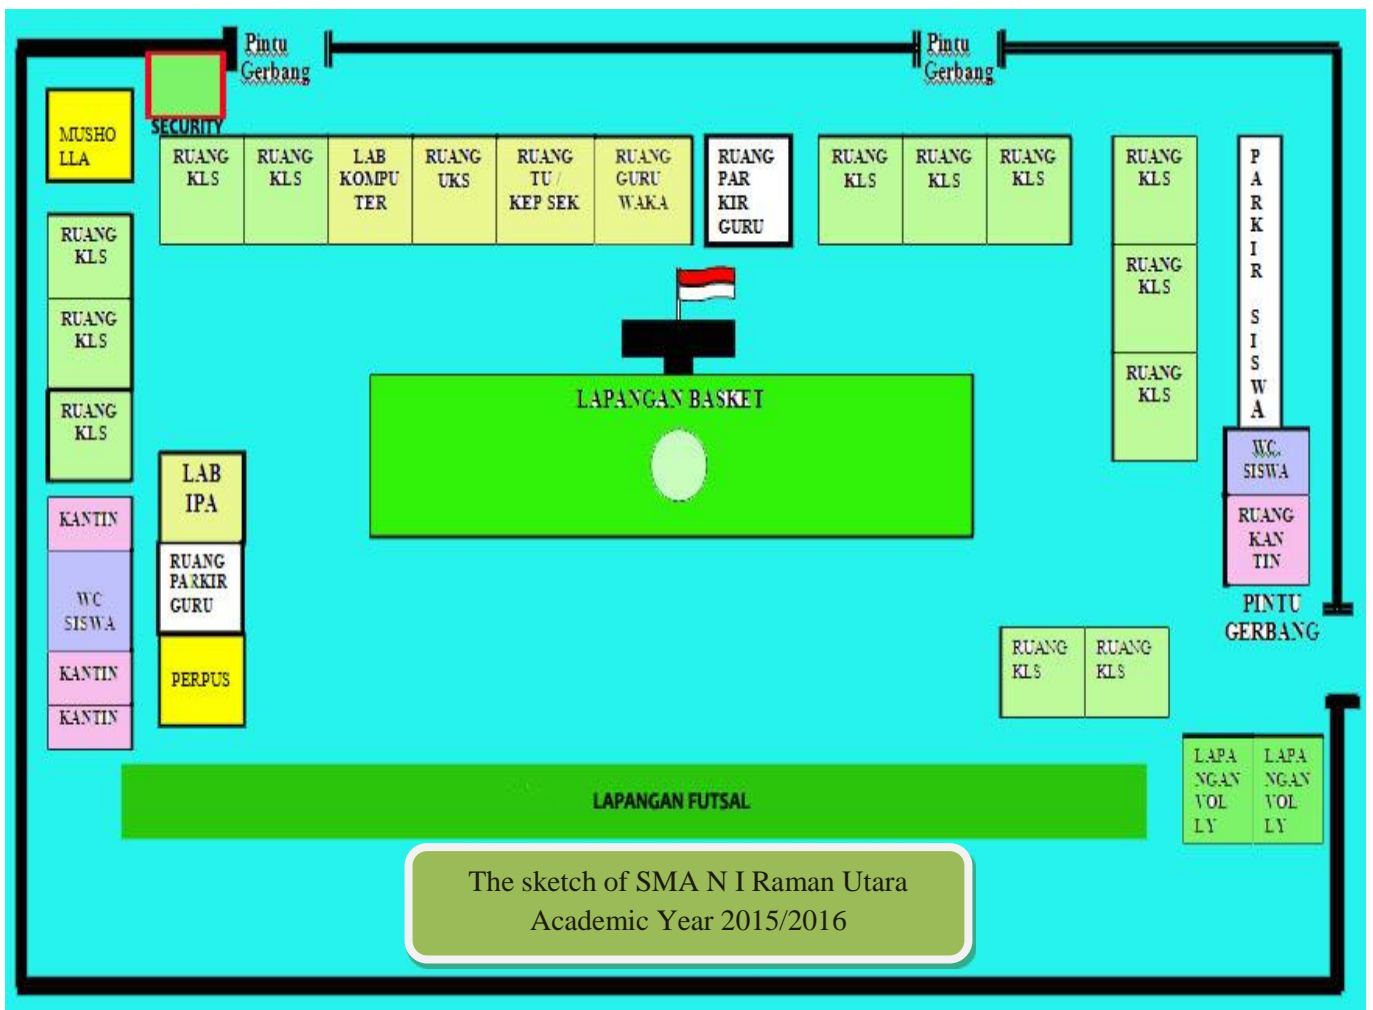 Pintu
Gerbang
Pintu
Gerbang
SECURITY
MUSHO
LLA
RUANG
KLS
RUANG
KLS
LAB
KOMPU
TER
RUANG
UKS
RUANG
TU /
KEP SEK
RUANG
GURU
WAKA
RUANG
PAR
KIR
GURU
RUANG
KLS
RUANG
KLS
RUANG
KLS
RUANG
KLS
RUANG
KLS
RUANG
KLS
P
A
R
K
I
R
S
I
S
W
A
WC.
SISWA
RUANG
KAN
TIN
PINTU
GERBANG
RUANG
KLS
RUANG
KLS
RUANG
KLS
KANTIN
WC
SISWA
KANTIN
KANTIN
LAB
IPA
RUANG
PARKIR
GURU
PERPUS
LAPANGAN BASKET
RUANG
KLS
RUANG
KLS
LAPA
NGAN
VOL
LY
LAPA
NGAN
VOL
LY
LAPANGAN FUTSAL
The sketch of SMA N I Raman Utara
Academic Year 2015/2016